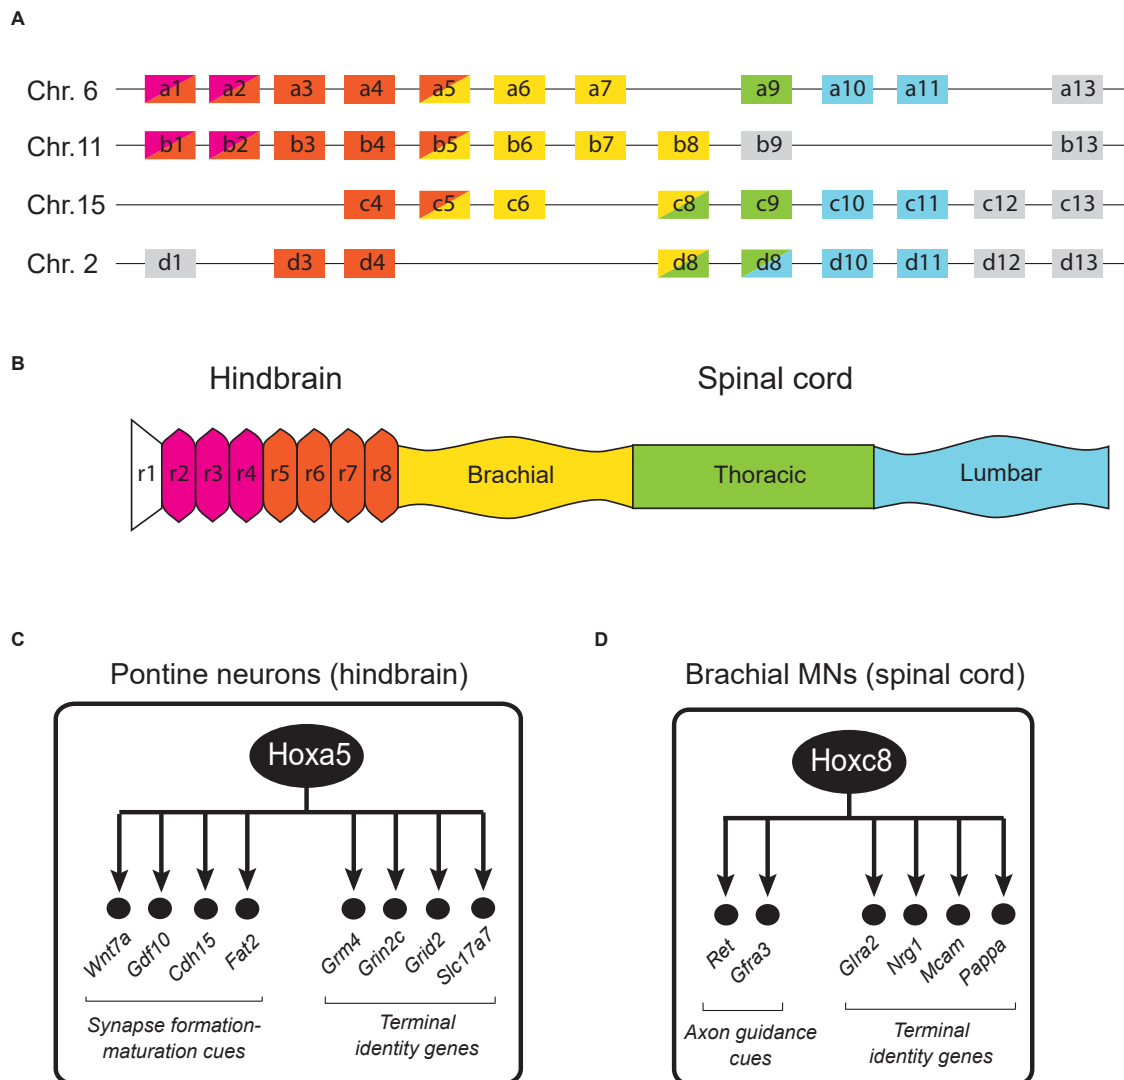 A
Chr. 6 a1 a2 a3 a4 a5 a6 a7 a9 a10 a11 a13
Chr.11 b1 b2 b3 b4 b5 b6 b7 b8 b9 b13
Chr.15 c4 c5 c6 c8 c9 c10 c11 c12 c13
Chr. 2 d1 d3 d4 d8 d8 d10 d11 d12 d13
B
Hindbrain Spinal cord
r1 r2 r3 r4 r5 r6 r7 r8 Brachial Thoracic Lumbar
C
Pontine neurons (hindbrain)
Hoxa5
Wnt7a Gdf10 Cdh15 Fat2 Grm4 Grin2c Grid2 Slc17a7
Synapse formation-
maturation cues
Terminal
identity genes
D
Brachial MNs (spinal cord)
Hoxc8
Ret Gfra3 Glra2 Nrg1 Mcam Pappa
Axon guidance
cues
Terminal
identity genes